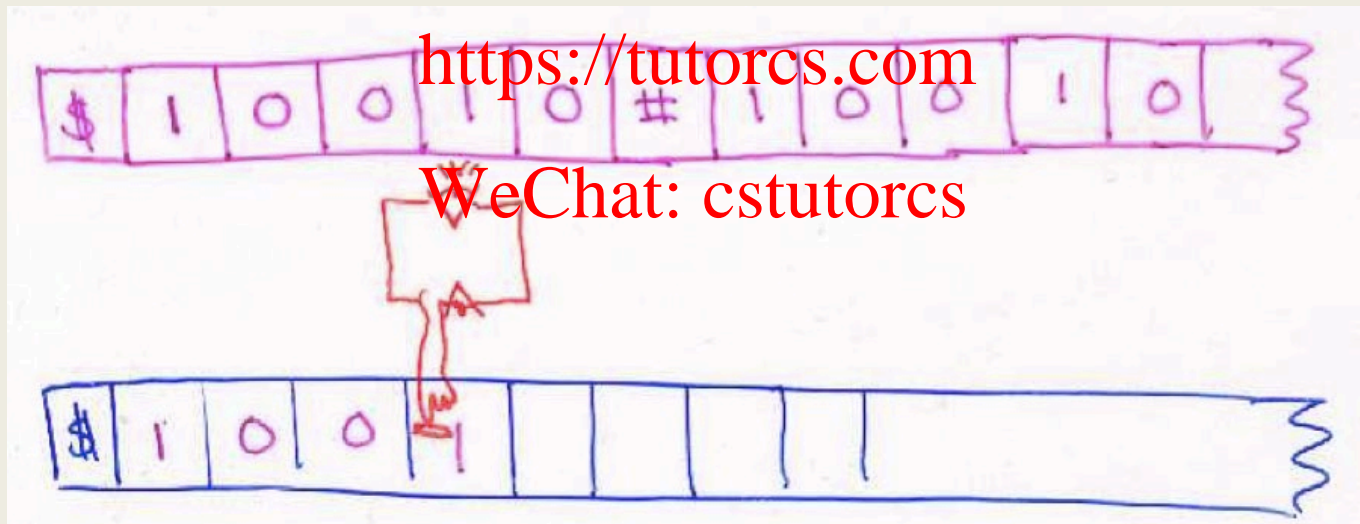 https://tutorcs.com
$ 1 0 0 1 0 # 1 0 0 1 0
WeChat: cstutorcs
$ 1 0 0 1